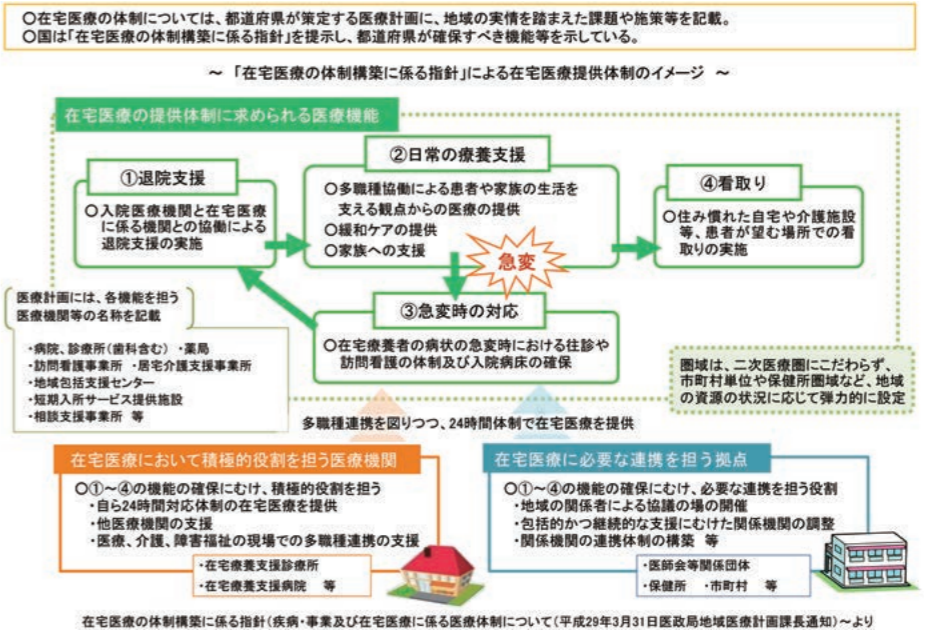 ○在宅医療の体制については、都道府県が策定する医療計画に、地域の実情を踏まえた課題や施策等を記載。
○国は「在宅医療の体制構築に係る指針」を提示し、都道府県が確保すべき機能等を示している。
～ 「在宅医療の体制構築に係る指針」による在宅医療提供体制のイメージ ～
在宅医療の提供体制に求められる医療機能
①退院支援
○入院医療機関と在宅医療
に係る機関との協働による
退院支援の実施
②日常の療養支援
○多職種協働による患者や家族の生活を
支える観点からの医療の提供
○緩和ケアの提供
○家族への支援
急変
④看取り
○住み慣れた自宅や介護施設
等、患者が望む場所での看
取りの実施
③急変時の対応
○在宅療養者の病状の急変時における往診や
訪問看護の体制及び入院病床の確保
医療計画には、各機能を担う
医療機関等の名称を記載
・病院、診療所(歯科含む) ・薬局
・訪問看護事業所 ・居宅介護支援事業所
・地域包括支援センター
・短期入所サービス提供施設
・相談支援事業所 等
圏域は、二次医療圏にこだわらず、
市町村単位や保健所圏域など、地域
の資源の状況に応じて弾力的に設定
多職種連携を図りつつ、24時間体制で在宅医療を提供
在宅医療において積極的役割を担う医療機関
○①～④の機能の確保にむけ、積極的役割を担う
・自ら24時間対応体制の在宅医療を提供
・他医療機関の支援
・医療、介護、障害福祉の現場での多職種連携の支援
・在宅療養支援診療所
・在宅療養支援病院 等
在宅医療に必要な連携を担う拠点
○①～④の機能の確保にむけ、必要な連携を担う役割
・地域の関係者による協議の場の開催
・包括的かつ継続的な支援にむけた関係機関の調整
・関係機関の連携体制の構築 等
・医師会等関係団体
・保健所 ・市町村 等
在宅医療の体制構築に係る指針(疾病・事業及び在宅医療に係る医療体制について(平成29年3月31日医政局地域医療計画課長通知)～より